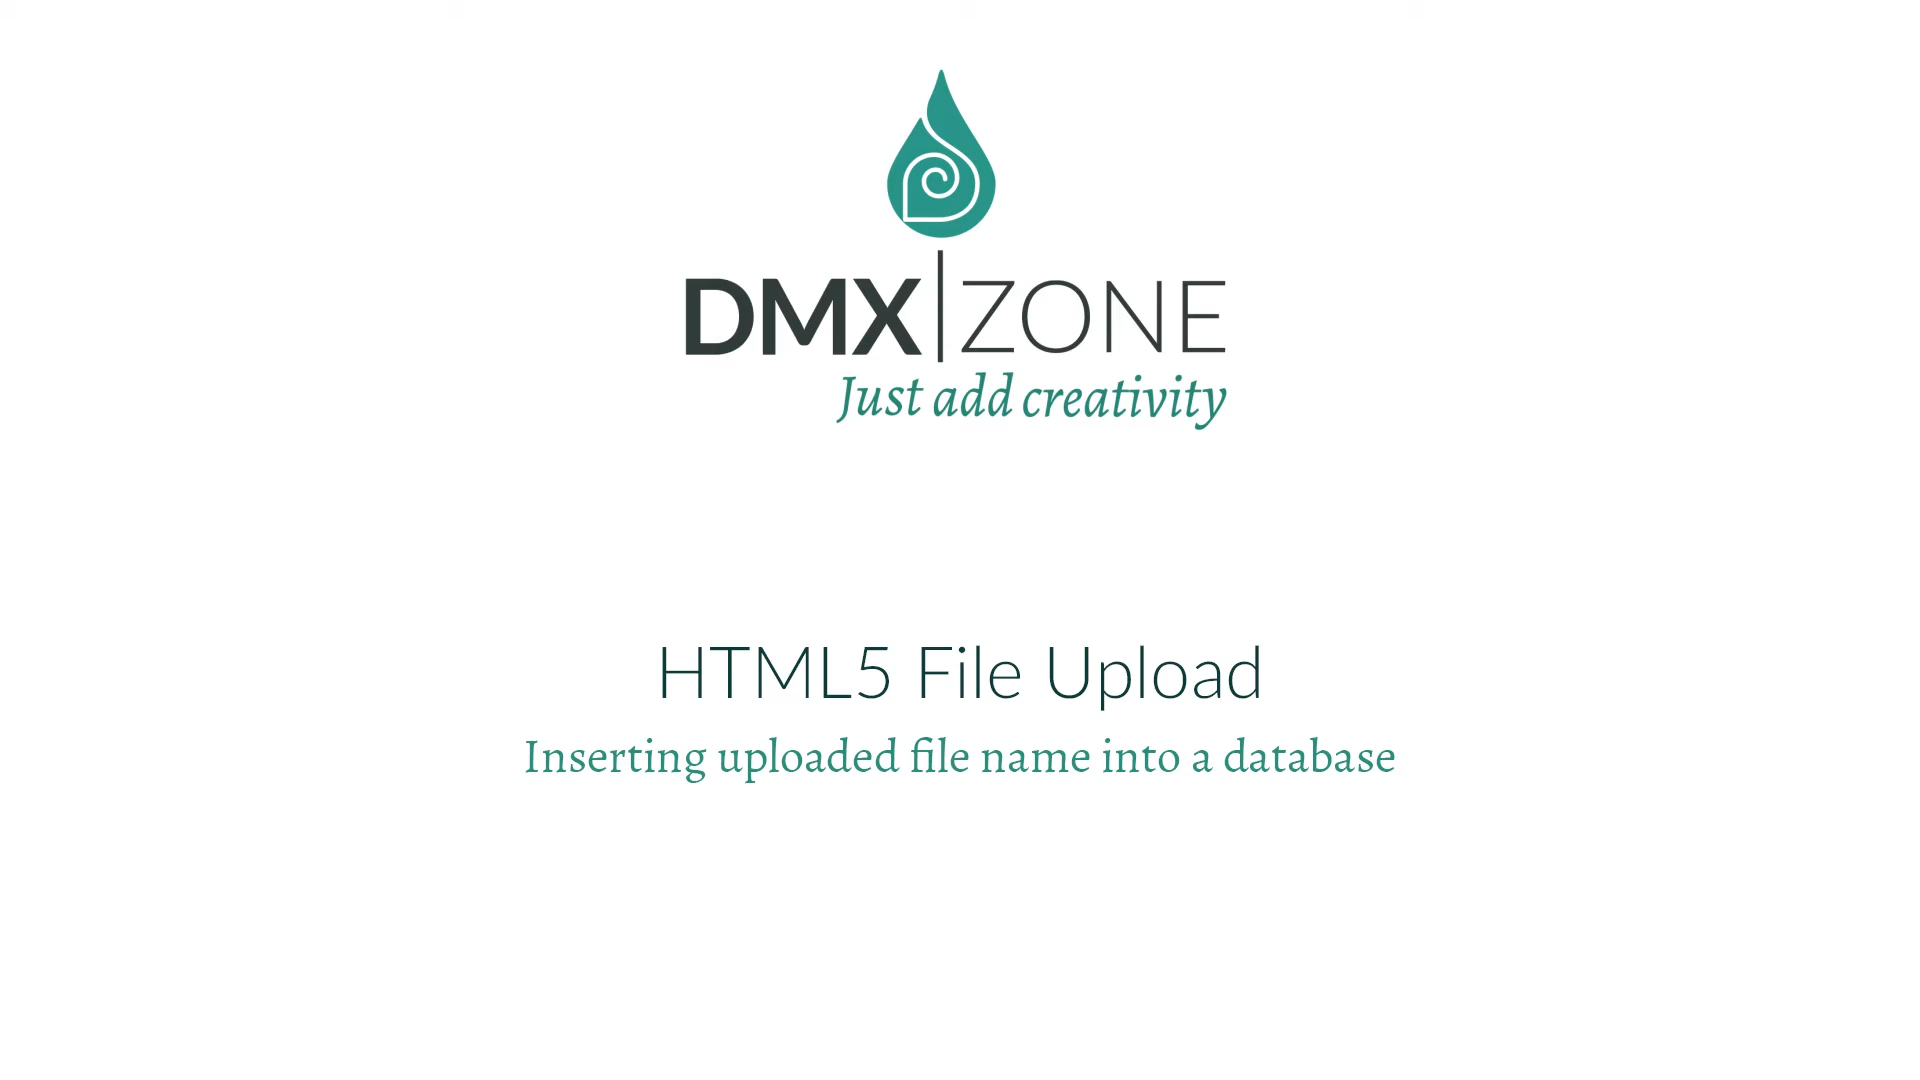 DMX|ZONE
Just add creativity
HTML5 File Upload
Inserting uploaded file name into a database